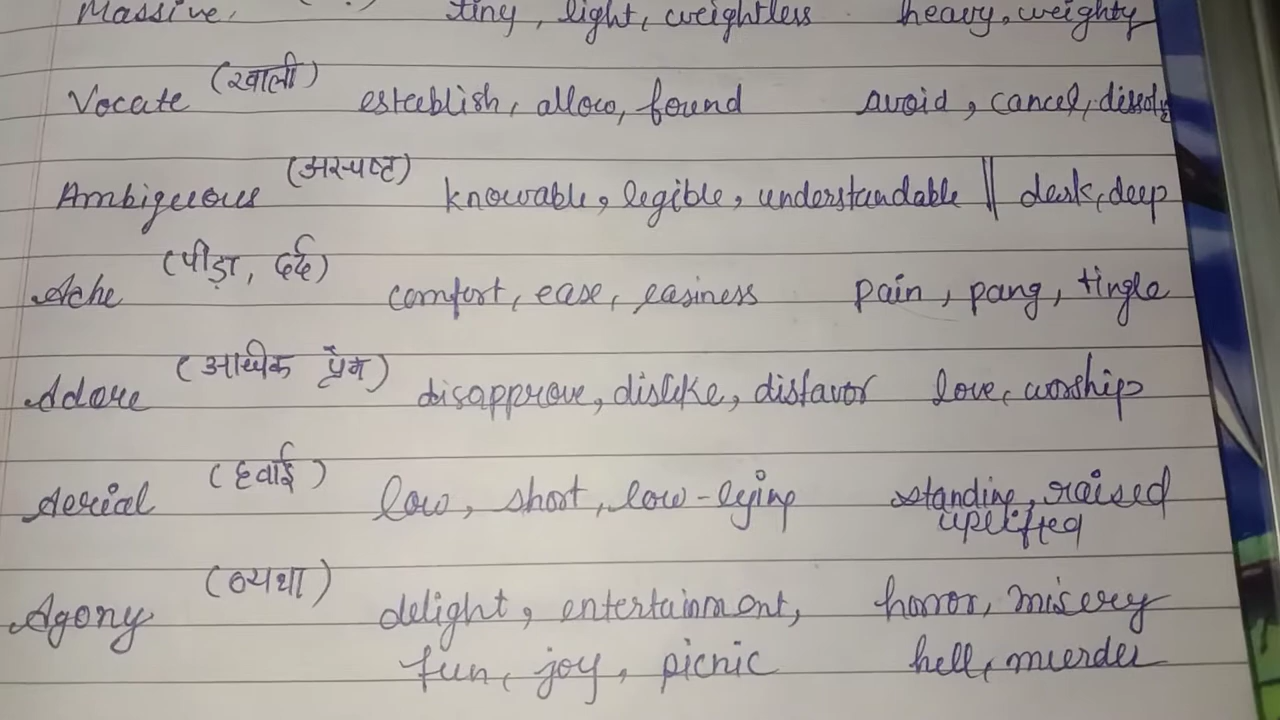 Massive, tiny, light, weightless heavy, weighty
Vocate (खाली) establish, allow, found avoid, cancel,
Ambiguous (अस्पष्ट) knowable, legible, understandable || dark, deep
Ache (पीड़ा, दर्द) comfort, ease, easiness pain, pang, tingle
Adore (आधीक प्रेम) disapprove, dislike, disfavor love, worship
Aerial (हवाई) low, short, low-lying standing, raised
uplifted
Agony (व्यथा) delight, entertainment, horror, misery
fun, joy, picnic hell, murder